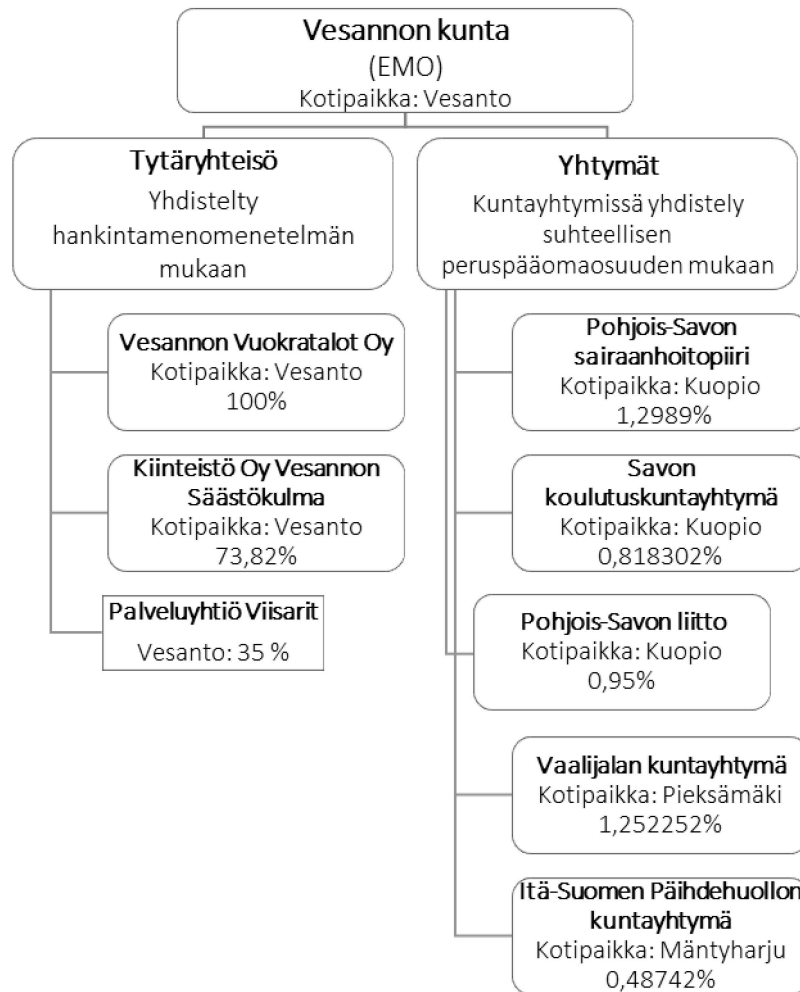 Vesannon kunta
(EMO)
Kotipaikka: Vesanto
Tytäryhteisö
Yhdistelty
hankintamenomenetelmän
mukaan
Vesannon Vuokratalot Oy
Kotipaikka: Vesanto
100%
Kiinteistö Oy Vesannon
Säästökulma
Kotipaikka: Vesanto
73,82%
Palveluyhtiö Viisarit
Vesanto: 35 %
Yhtymät
Kuntayhtymissä yhdistely
suhteellisen
peruspääomaosuuden mukaan
Pohjois-Savon
sairaanhoitopiiri
Kotipaikka: Kuopio
1,2989%
Savon
koulutuskuntayhtymä
Kotipaikka: Kuopio
0,818302%
Pohjois-Savon liitto
Kotipaikka: Kuopio
0,95%
Vaalijalan kuntayhtymä
Kotipaikka: Pieksämäki
1,252252%
Itä-Suomen Päihdehuollon
kuntayhtymä
Kotipaikka: Mäntyharju
0,48742%